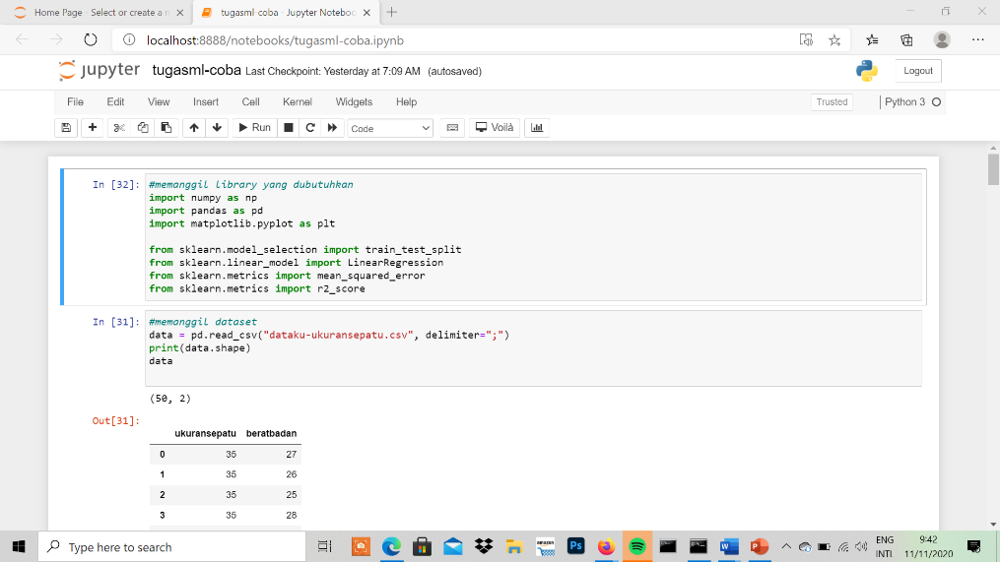 Home Page - Select or create a n
tugasml-coba - Jupyter Noteboo
localhost:8888/notebooks/tugasml-coba.ipynb
jupyter tugasml-coba Last Checkpoint: Yesterday at 7:09 AM (autosaved)
Logout
File Edit View Insert Cell Kernel Widgets Help
Trusted Python 3
Run Code Voilà
In [32]: #memanggil library yang dubutuhkan
import numpy as np
import pandas as pd
import matplotlib.pyplot as plt
from sklearn.model_selection import train_test_split
from sklearn.linear_model import LinearRegression
from sklearn.metrics import mean_squared_error
from sklearn.metrics import r2_score
In [31]: #memanggil dataset
data = pd.read_csv("dataku-ukuransepatu.csv", delimiter=";")
print(data.shape)
data
(50, 2)
Out[31]:
ukuransepatu beratbadan
0 35 27
1 35 26
2 35 25
3 35 28
Type here to search
amazon
Ps
W
P
ENG
INTL
9:42
11/11/2020